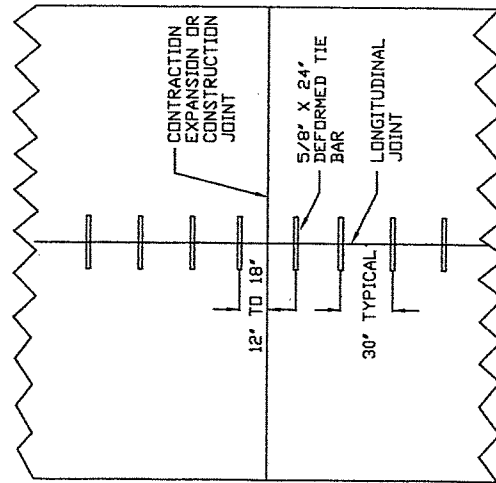 CONTRACTION
EXPANSION OR
CONSTRUCTION
JOINT
5/8" X 24"
DEFORMED TIE
BAR
LONGITUDINAL
JOINT
12" TO 18"
30" TYPICAL